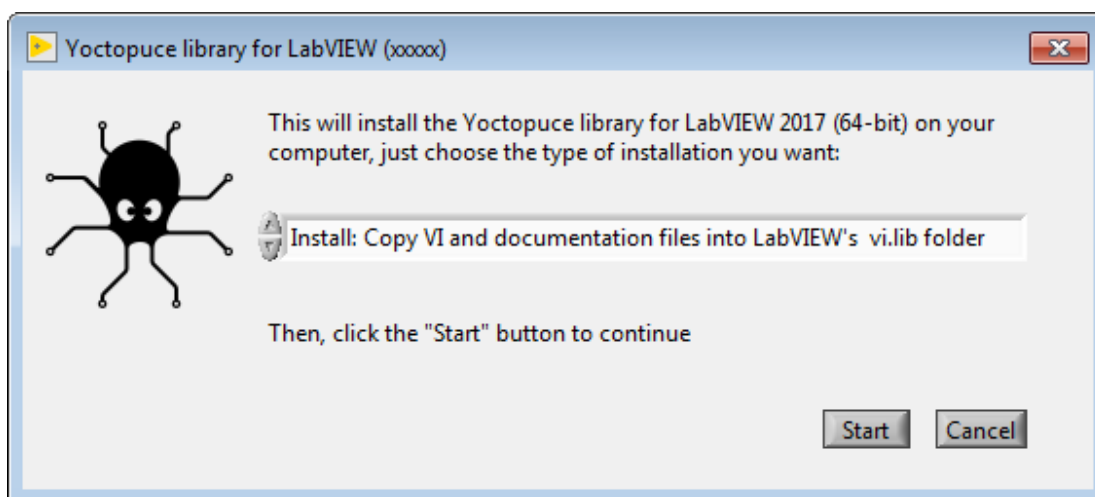 Yoctopuce library for LabVIEW (xxxxx)
This will install the Yoctopuce library for LabVIEW 2017 (64-bit) on your
computer, just choose the type of installation you want:
Install: Copy VI and documentation files into LabVIEW's  vi.lib folder
Then, click the "Start" button to continue
Start
Cancel